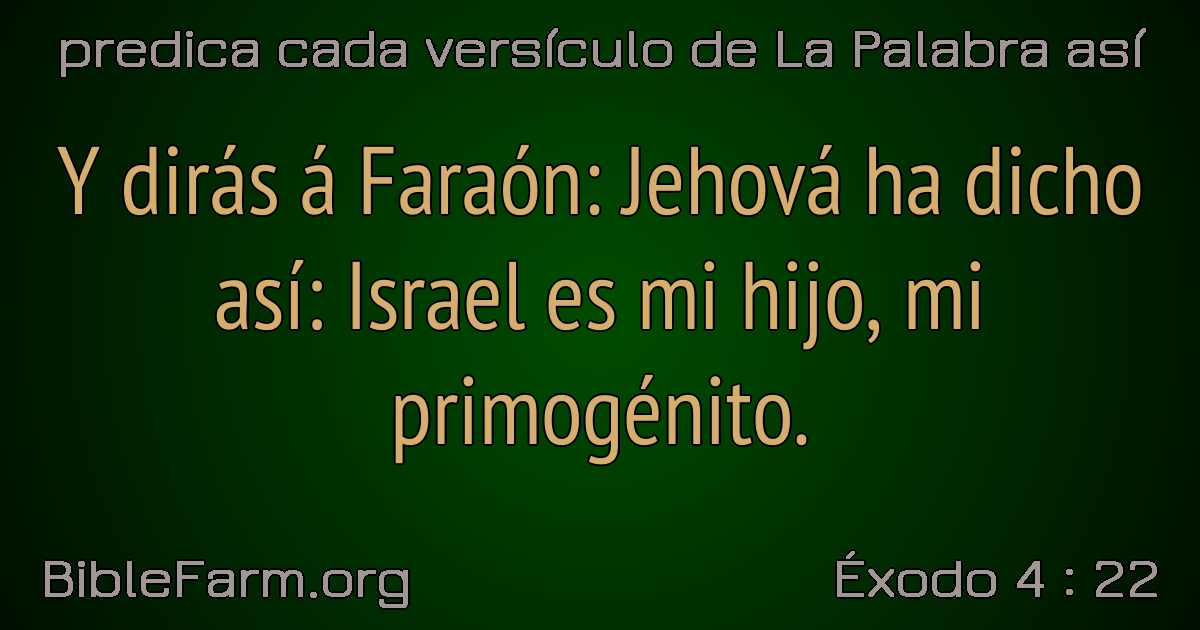 predica cada versículo de La Palabra así
Y dirás á Faraón: Jehová ha dicho
así: Israel es mi hijo, mi
primogénito.
BibleFarm.org
Éxodo 4 : 22